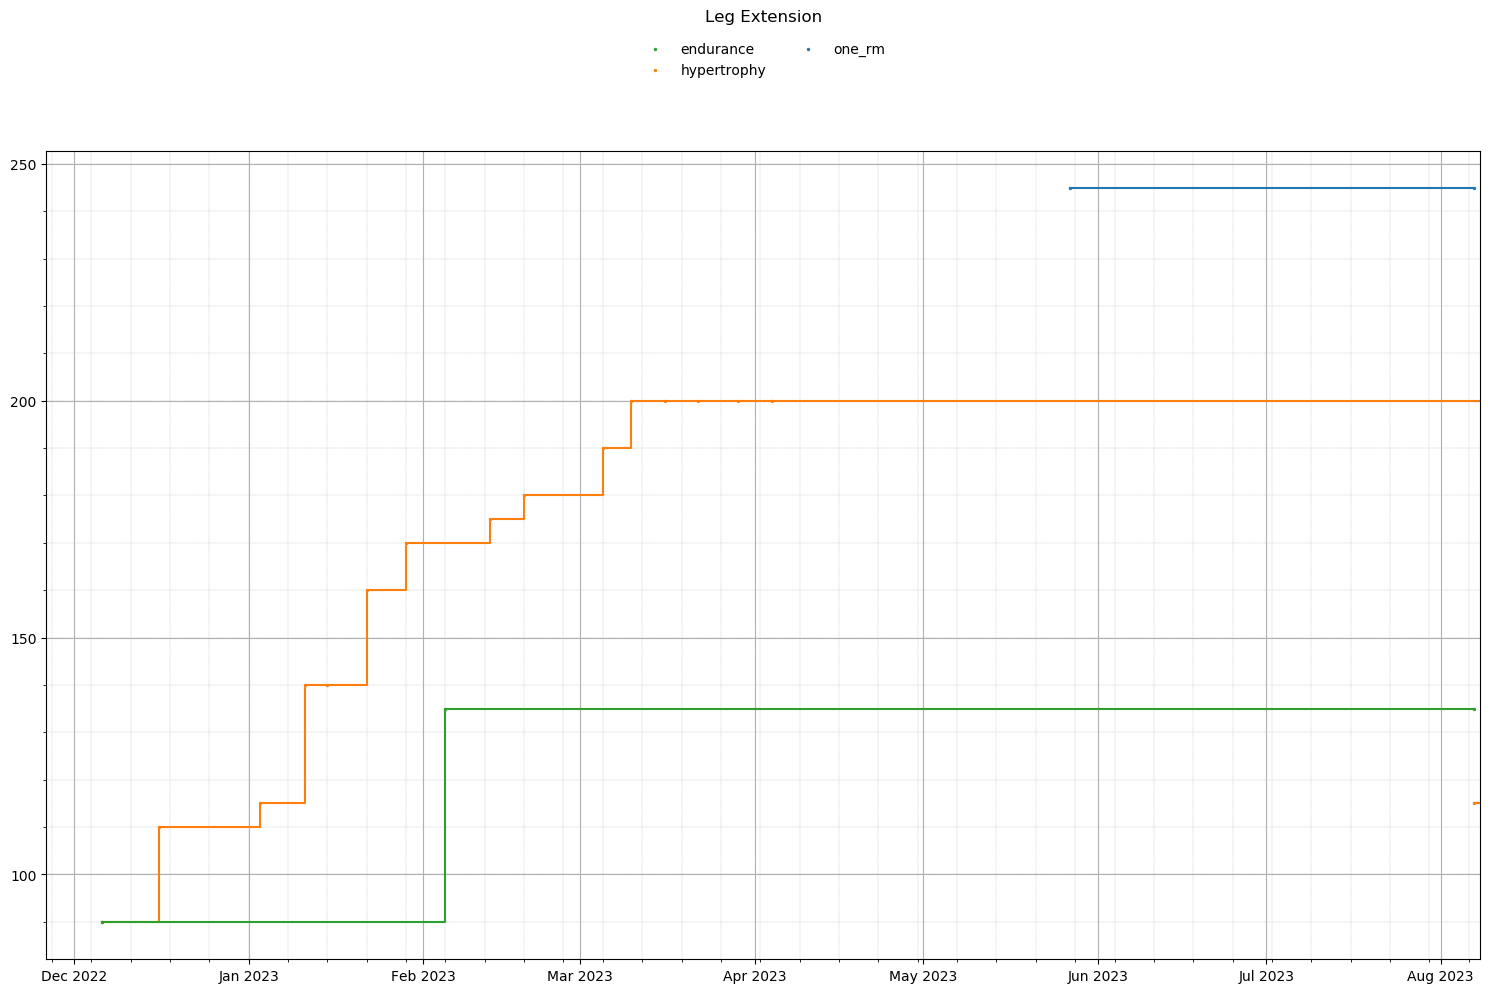 Leg Extension
endurance
hypertrophy
one_rm
250
200
150
100
Dec 2022
Jan 2023
Feb 2023
Mar 2023
Apr 2023
May 2023
Jun 2023
Jul 2023
Aug 2023